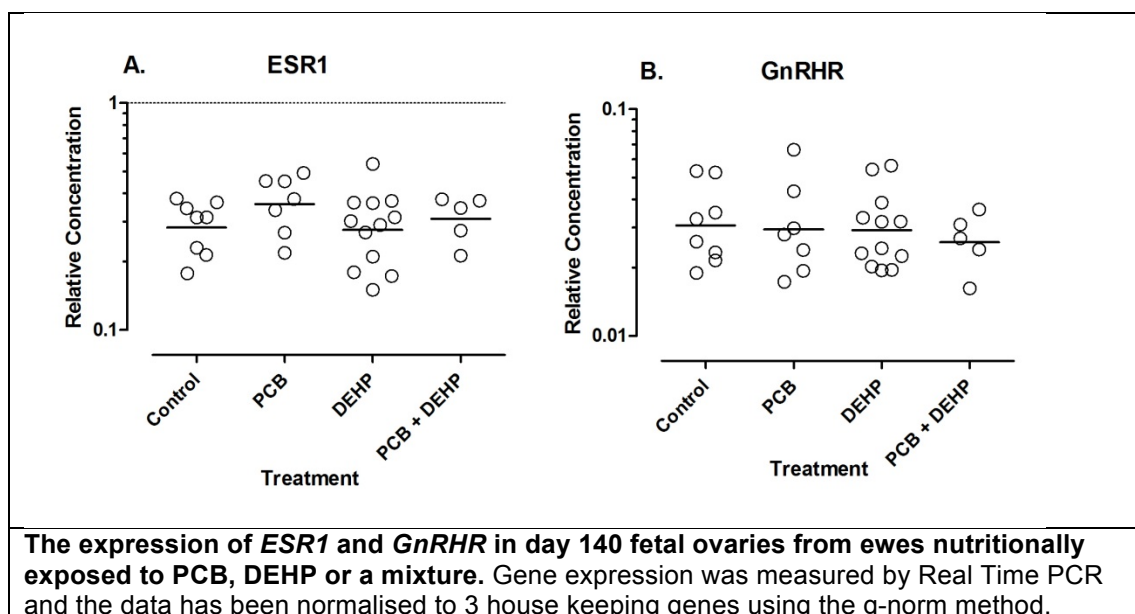 A. ESR1
1
0.1
Relative Concentration
Control
PCB
DEHP
PCB + DEHP
Treatment
B. GnRHR
0.1
0.01
Relative Concentration
Control
PCB
DEHP
PCB + DEHP
Treatment
The expression of ESR1 and GnRHR in day 140 fetal ovaries from ewes nutritionally
exposed to PCB, DEHP or a mixture. Gene expression was measured by Real Time PCR
and the data has been normalised to 3 house keeping genes using the g-norm method.